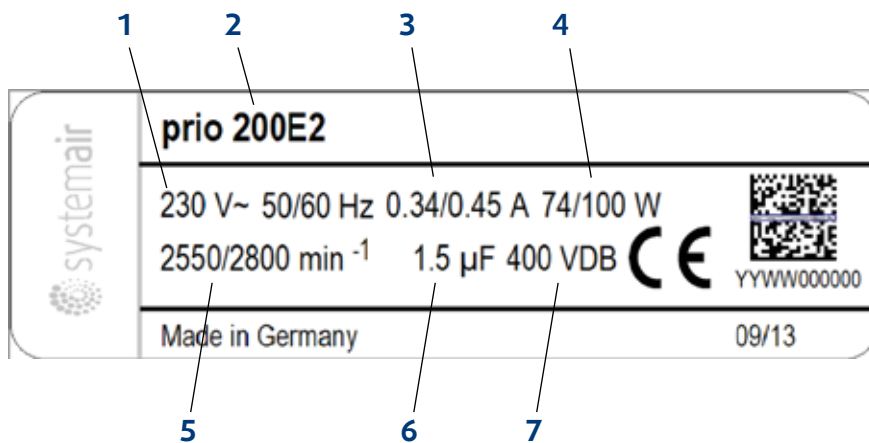 1 2 3 4
prio 200E2
systemair
230 V~ 50/60 Hz 0.34/0.45 A 74/100 W
2550/2800 min -1 1.5 µF 400 VDB CE
YYWW000000
Made in Germany 09/13
5 6 7